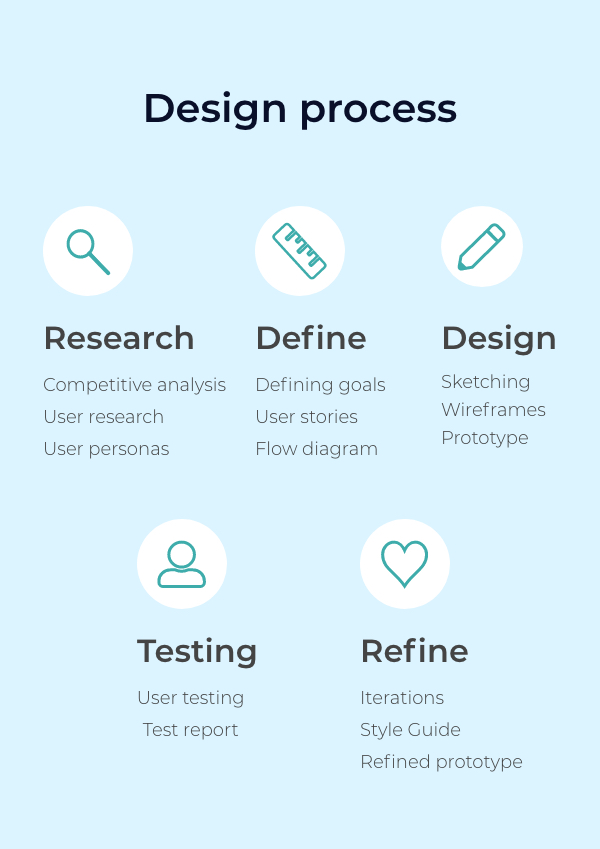 Design process
Research
Competitive analysis
User research
User personas
Define
Defining goals
User stories
Flow diagram
Design
Sketching
Wireframes
Prototype
Testing
User testing
Test report
Refine
Iterations
Style Guide
Refined prototype